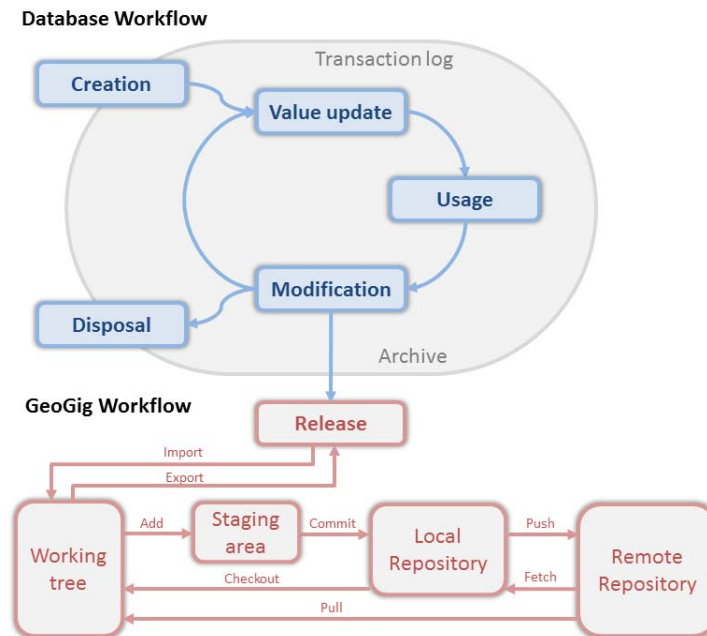 Database Workflow
Transaction log
Creation
Value update
Usage
Modification
Disposal
Archive
GeoGig Workflow
Release
Import
Export
Working
tree
Add
Staging
area
Commit
Local
Repository
Push
Remote
Repository
Checkout
Fetch
Pull